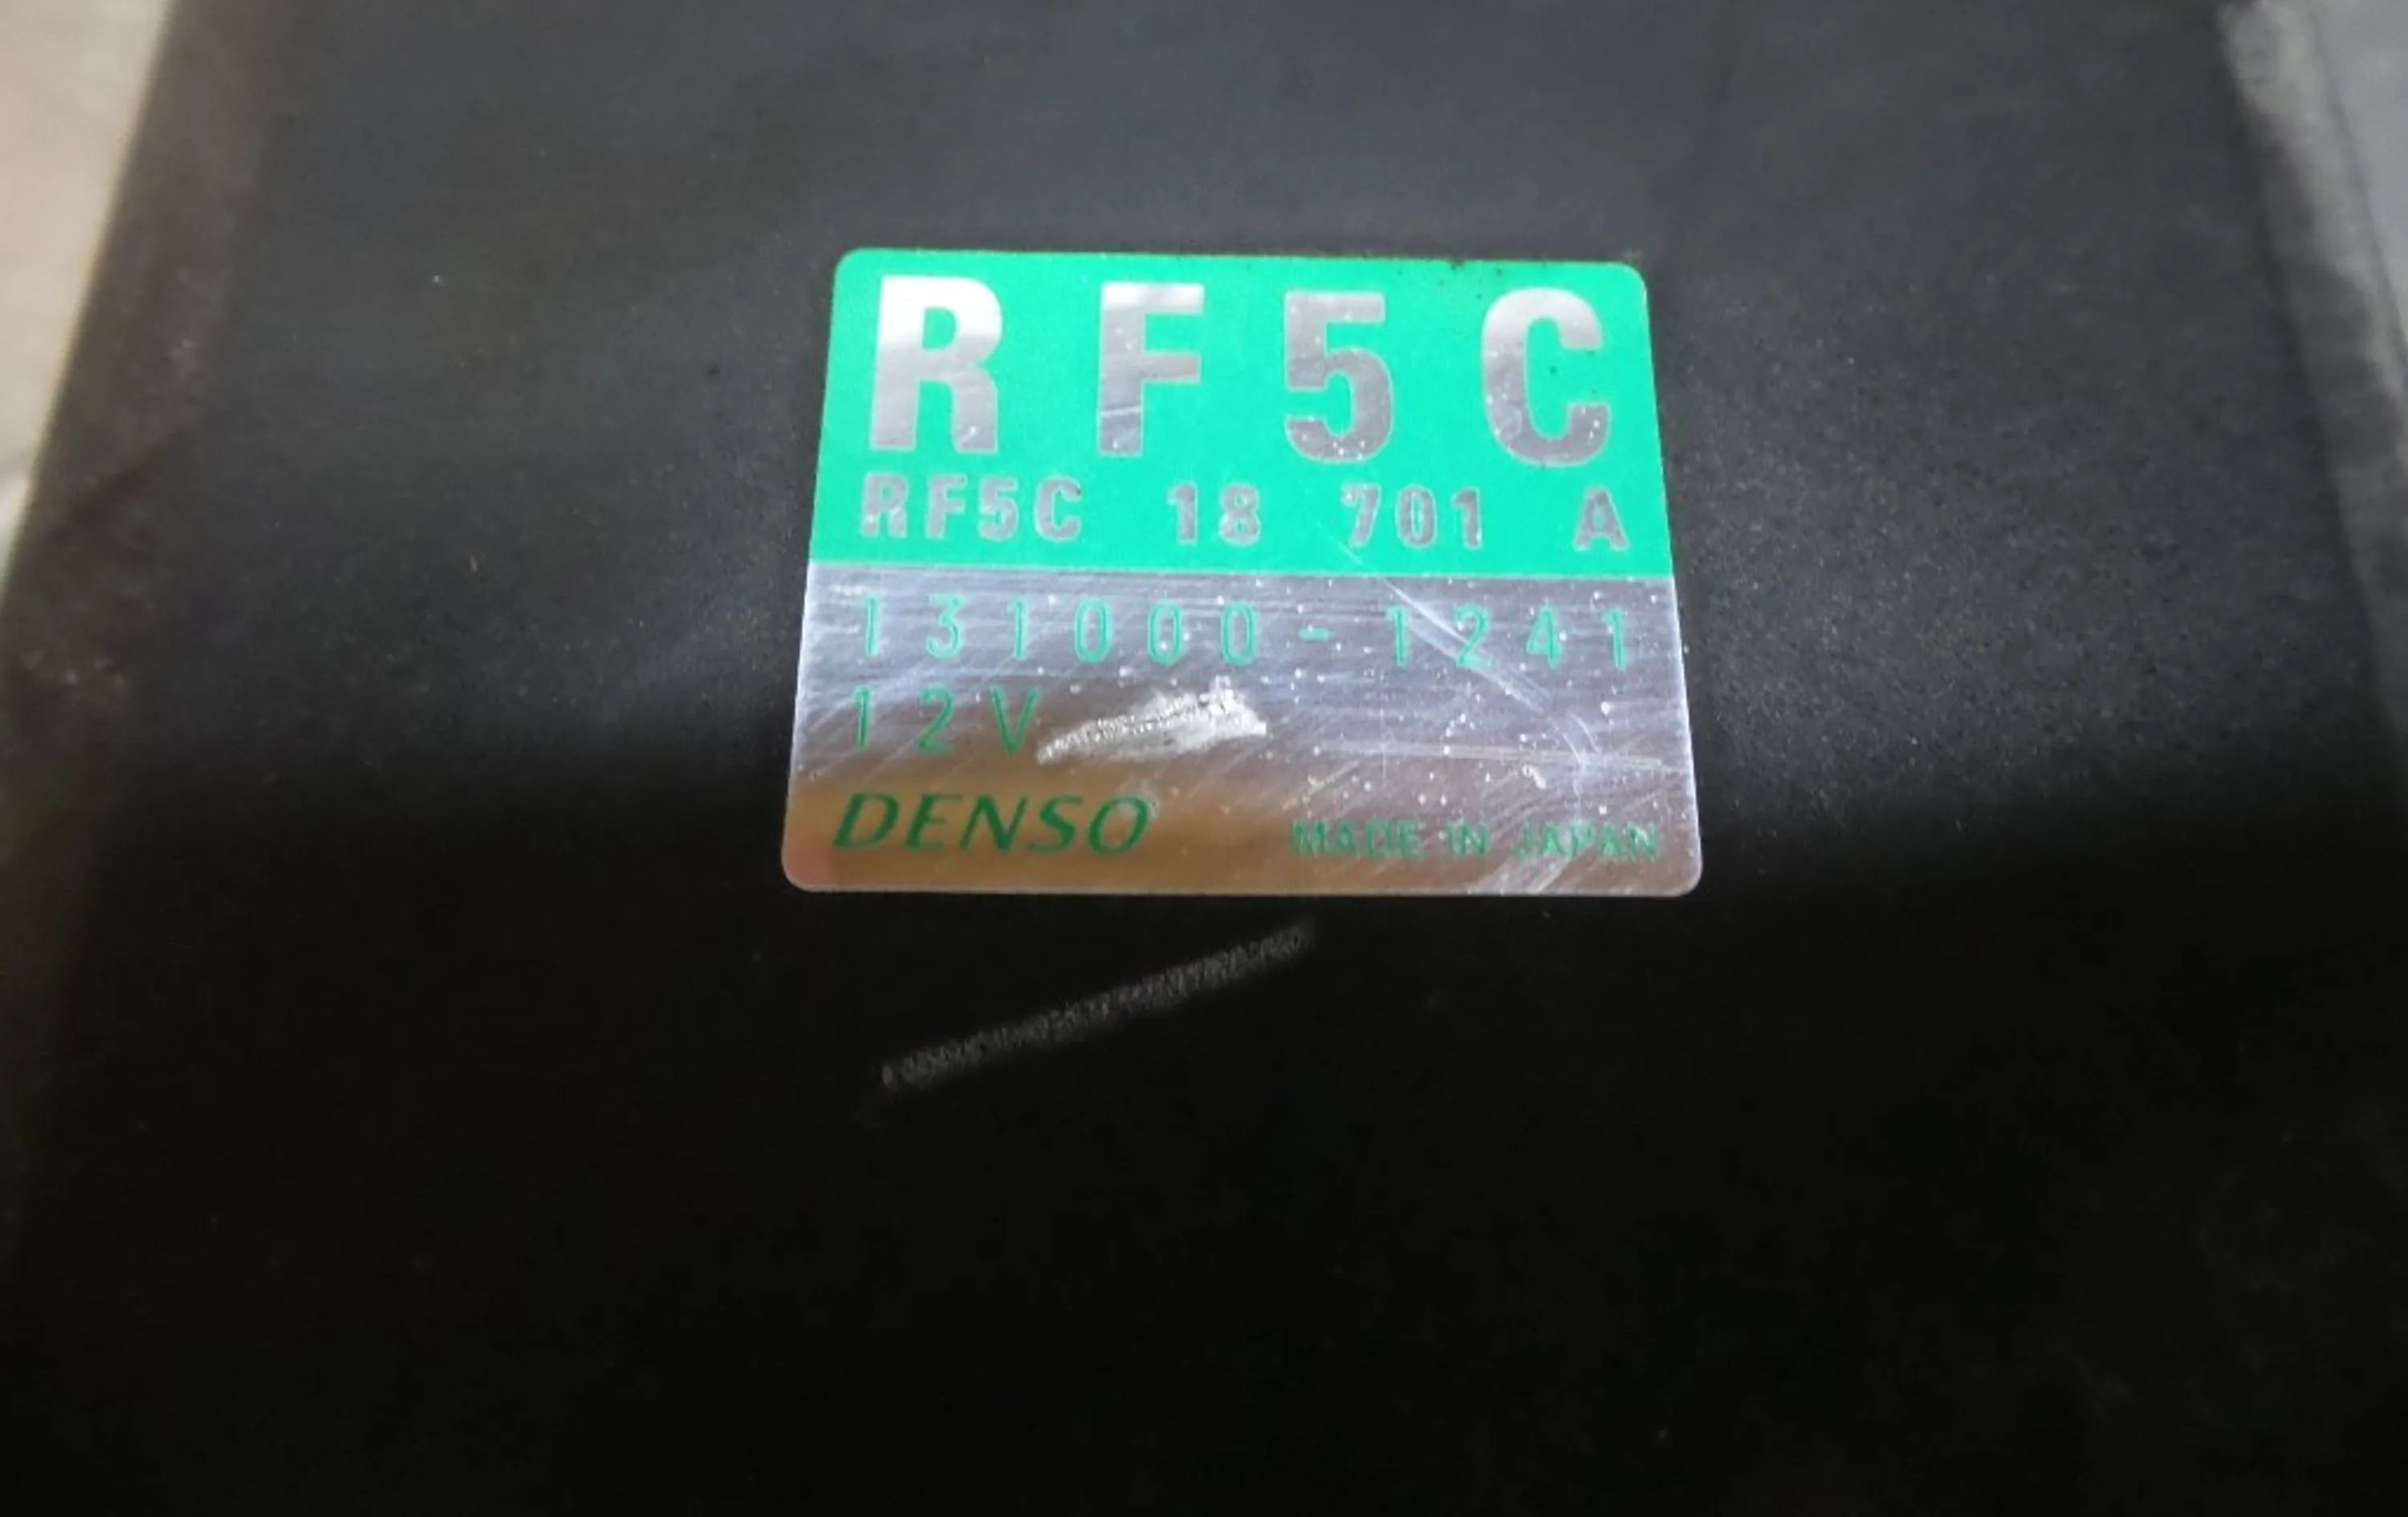 RF5C
RF5C 18 701 A
131000-1241
12V
DENSO MADE IN JAPAN